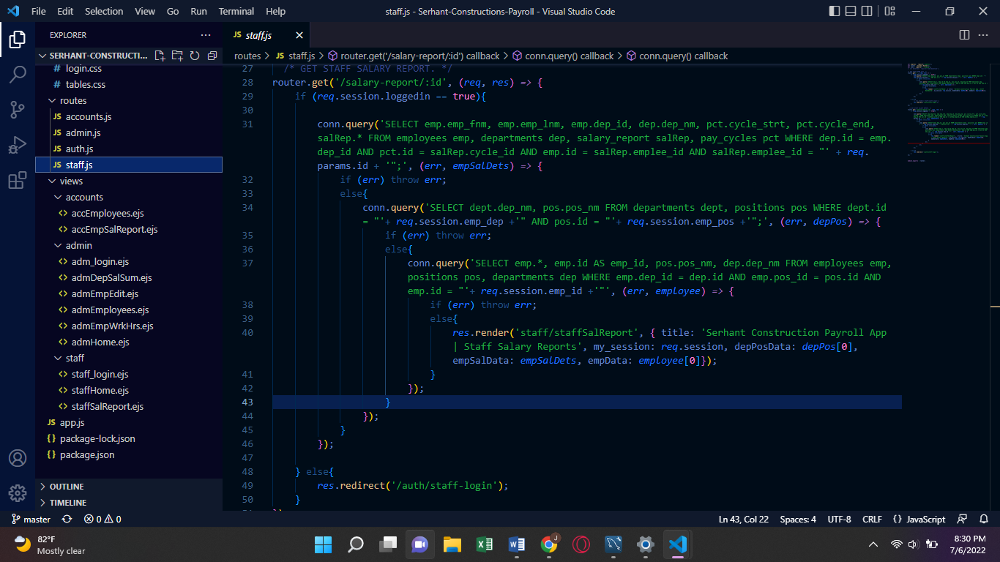 File Edit Selection View Go Run Terminal Help
staff.js - Serhant-Constructions-Payroll - Visual Studio Code
EXPLORER
JS staff.js
SERHANT-CONSTRUCTI...
routes > JS staff.js > router.get('/salary-report/:id') callback > conn.query() callback > conn.query() callback
# login.css
# tables.css
routes
JS accounts.js
JS admin.js
JS auth.js
JS staff.js
views
accounts
<> accEmployees.ejs
<> accEmpSalReport.ejs
admin
<> adm_login.ejs
<> admDepSalSum.ejs
<> admEmpEdit.ejs
<> admEmployees.ejs
<> admEmpWrkHrs.ejs
<> admHome.ejs
staff
<> staff_login.ejs
<> staffHome.ejs
<> staffSalReport.ejs
JS app.js
{} package-lock.json
{} package.json
OUTLINE
TIMELINE
27 /* GET STAFF SALARY REPORT. */
28 router.get('/salary-report/:id', (req, res) => {
29 if (req.session.loggedin == true){
30
31 conn.query('SELECT emp.emp_fnm, emp.emp_lnm, emp.dep_id, dep.dep_nm, pct.cycle_strt, pct.cycle_end,
salRep.* FROM employees emp, departments dep, salary_report salRep, pay_cycles pct WHERE dep.id = emp.
dep_id AND pct.id = salRep.cycle_id AND emp.id = salRep.emplee_id AND salRep.emplee_id = "' + req.
params.id + '";', (err, empSalDets) => {
32 if (err) throw err;
33 else{
34 conn.query('SELECT dept.dep_nm, pos.pos_nm FROM departments dept, positions pos WHERE dept.id
= "'+ req.session.emp_dep +'" AND pos.id = "'+ req.session.emp_pos +'";', (err, depPos) => {
35 if (err) throw err;
36 else{
37 conn.query('SELECT emp.*, emp.id AS emp_id, pos.pos_nm, dep.dep_nm FROM employees emp,
positions pos, departments dep WHERE emp.dep_id = dep.id AND emp.pos_id = pos.id AND
emp.id = "'+ req.session.emp_id +'"', (err, employee) => {
38 if (err) throw err;
39 else{
40 res.render('staff/staffSalReport', { title: 'Serhant Construction Payroll App
| Staff Salary Reports', my_session: req.session, depPosData: depPos[0],
empSalData: empSalDets, empData: employee[0]});
41 }
42 });
43 }
44 });
45 }
46 });
47
48 } else{
49 res.redirect('/auth/staff-login');
50 }
master 0 0
Ln 43, Col 22 Spaces: 4 UTF-8 CRLF {} JavaScript
82°F
Mostly clear
8:30 PM
7/6/2022